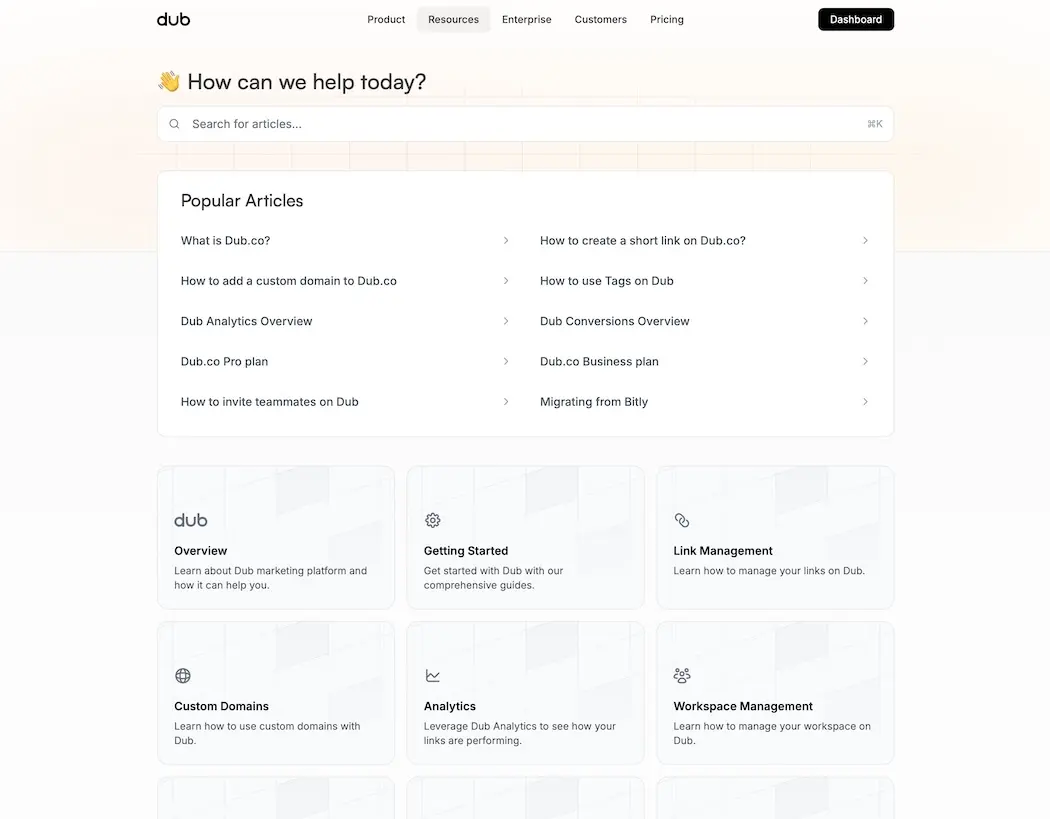 dub
Product
Resources
Enterprise
Customers
Pricing
Dashboard
👋 How can we help today?
Search for articles...
⌘K
Popular Articles
What is Dub.co?
How to create a short link on Dub.co?
How to add a custom domain to Dub.co
How to use Tags on Dub
Dub Analytics Overview
Dub Conversions Overview
Dub.co Pro plan
Dub.co Business plan
How to invite teammates on Dub
Migrating from Bitly
dub
Overview
Learn about Dub marketing platform and
how it can help you.
Getting Started
Get started with Dub with our
comprehensive guides.
Link Management
Learn how to manage your links on Dub.
Custom Domains
Learn how to use custom domains with
Dub.
Analytics
Leverage Dub Analytics to see how your
links are performing.
Workspace Management
Learn how to manage your workspace on
Dub.